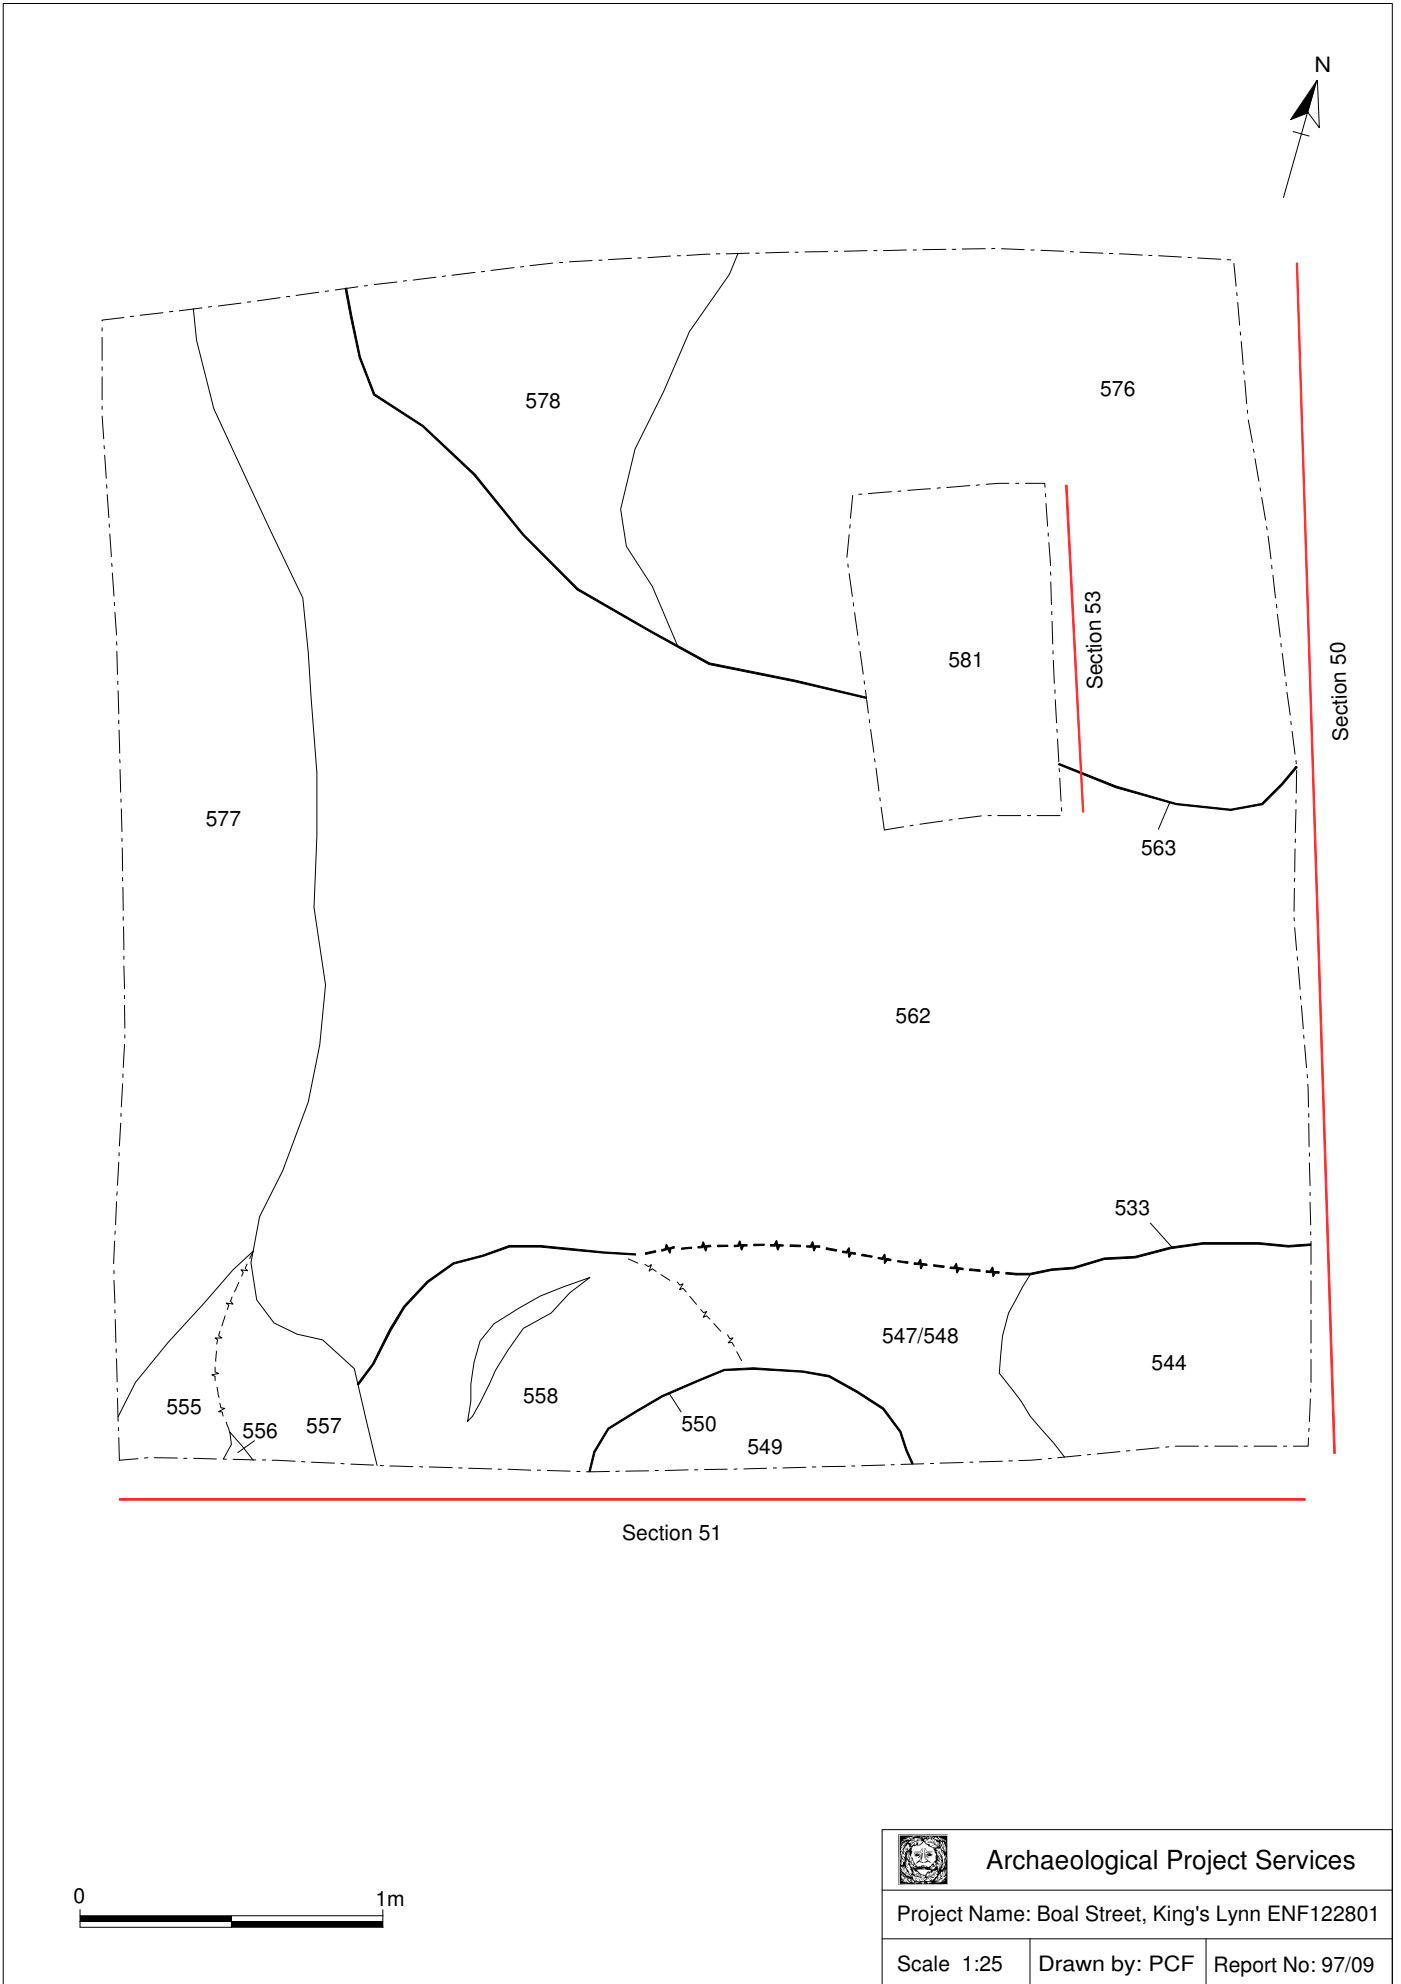 N
578
576
Section 53
581
Section 50
577
563
562
533
547/548
544
558
555
557
550
556
549
Section 51
0 1m
Archaeological Project Services
Project Name: Boal Street, King's Lynn ENF122801
Scale 1:25 Drawn by: PCF Report No: 97/09